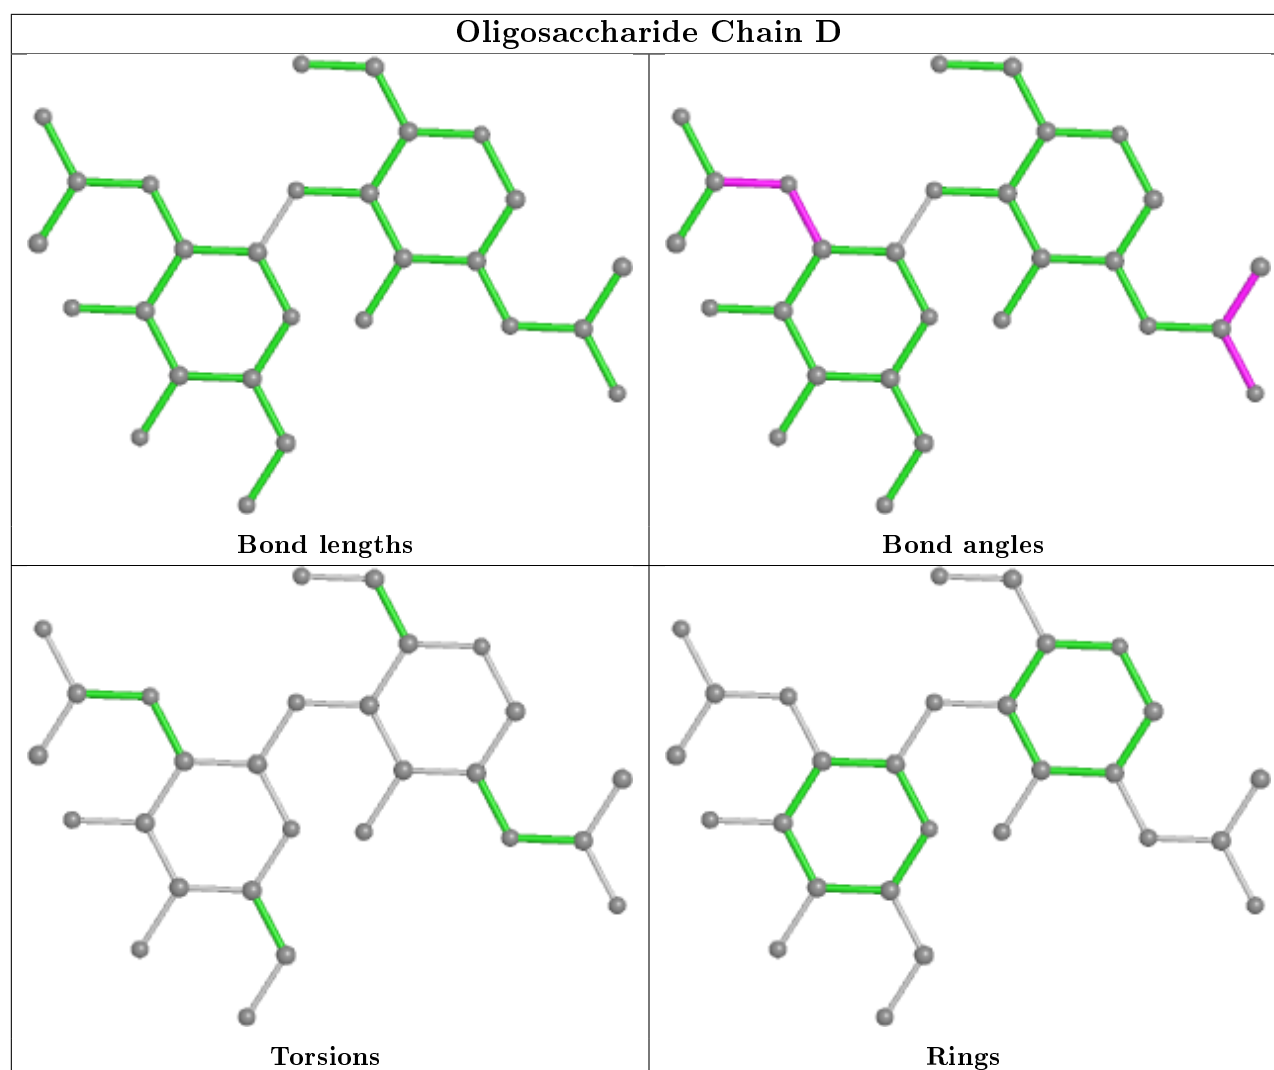 Oligosaccharide Chain D
Bond lengths
Bond angles
Torsions
Rings